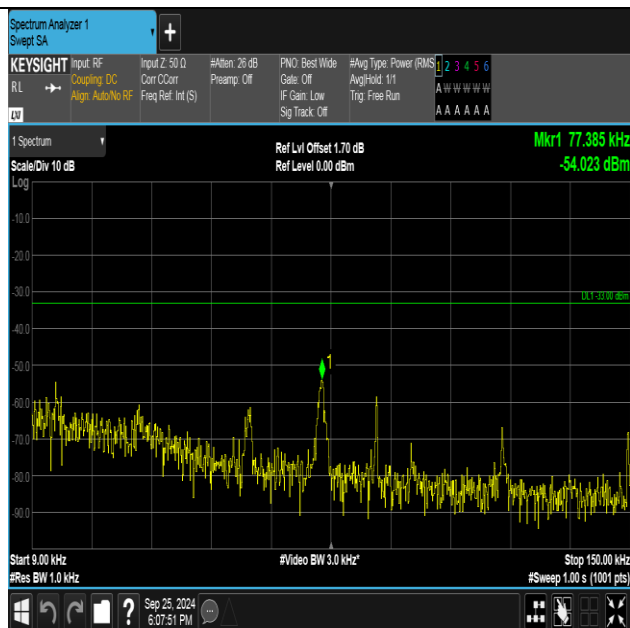 Spectrum Analyzer 1
Swept SA
+
KEYSIGHT
RL
LXI
Input: RF
Coupling: DC
Align: Auto/No RF
Input Z: 50 Ω
Corr CCorr
Freq Ref: Int (S)
#Atten: 26 dB
Preamp: Off
PNO: Best Wide
Gate: Off
IF Gain: Low
Sig Track: Off
#Avg Type: Power (RMS
Avg|Hold: 1/1
Trig: Free Run
1 2 3 4 5 6
A W W W W W
A A A A A A
1 Spectrum
Scale/Div 10 dB
Log
Ref Lvl Offset 1.70 dB
Ref Level 0.00 dBm
Mkr1 77.385 kHz
-54.023 dBm
-10.0
-20.0
-30.0
DL1 -33.00 dBm
-40.0
-50.0
1
-60.0
-70.0
-80.0
-90.0
Start 9.00 kHz
#Video BW 3.0 kHz*
Stop 150.00 kHz
#Res BW 1.0 kHz
#Sweep 1.00 s (1001 pts)
?
Sep 25, 2024
6:07:51 PM